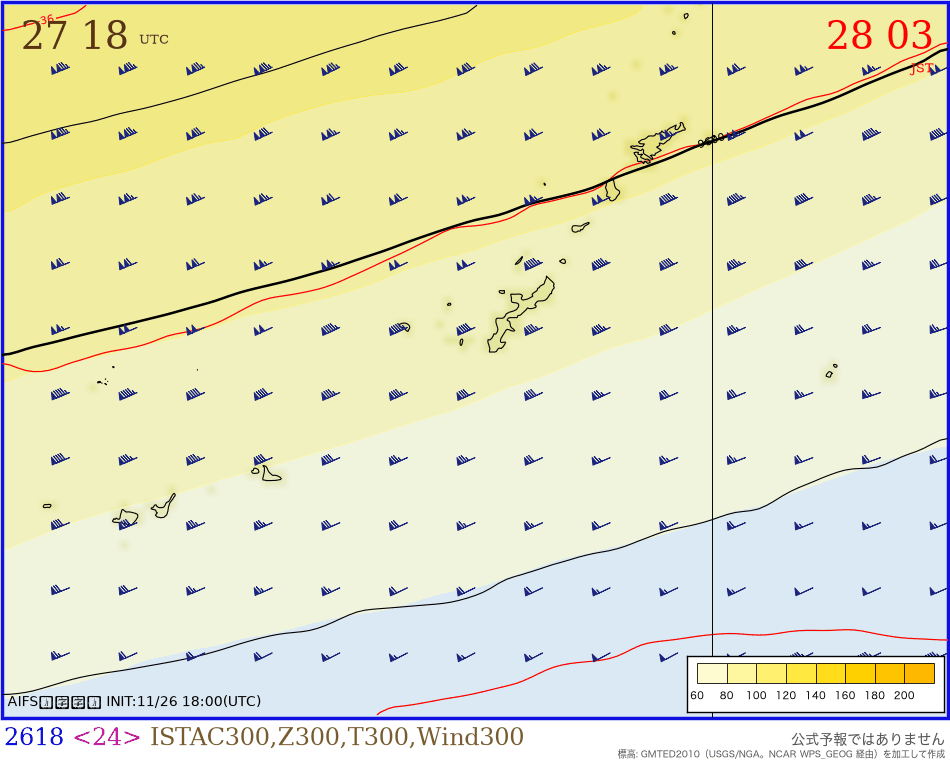 -36
27 18 UTC
28 03
JST
9600
AIFS INIT:11/26 18:00(UTC)
60 80 100 120 140 160 180 200
2618 <24> ISTAC300,Z300,T300,Wind300
公式予報ではありません
標高: GMTED2010（USGS/NGA。NCAR WPS_GEOG 経由）を加工して作成